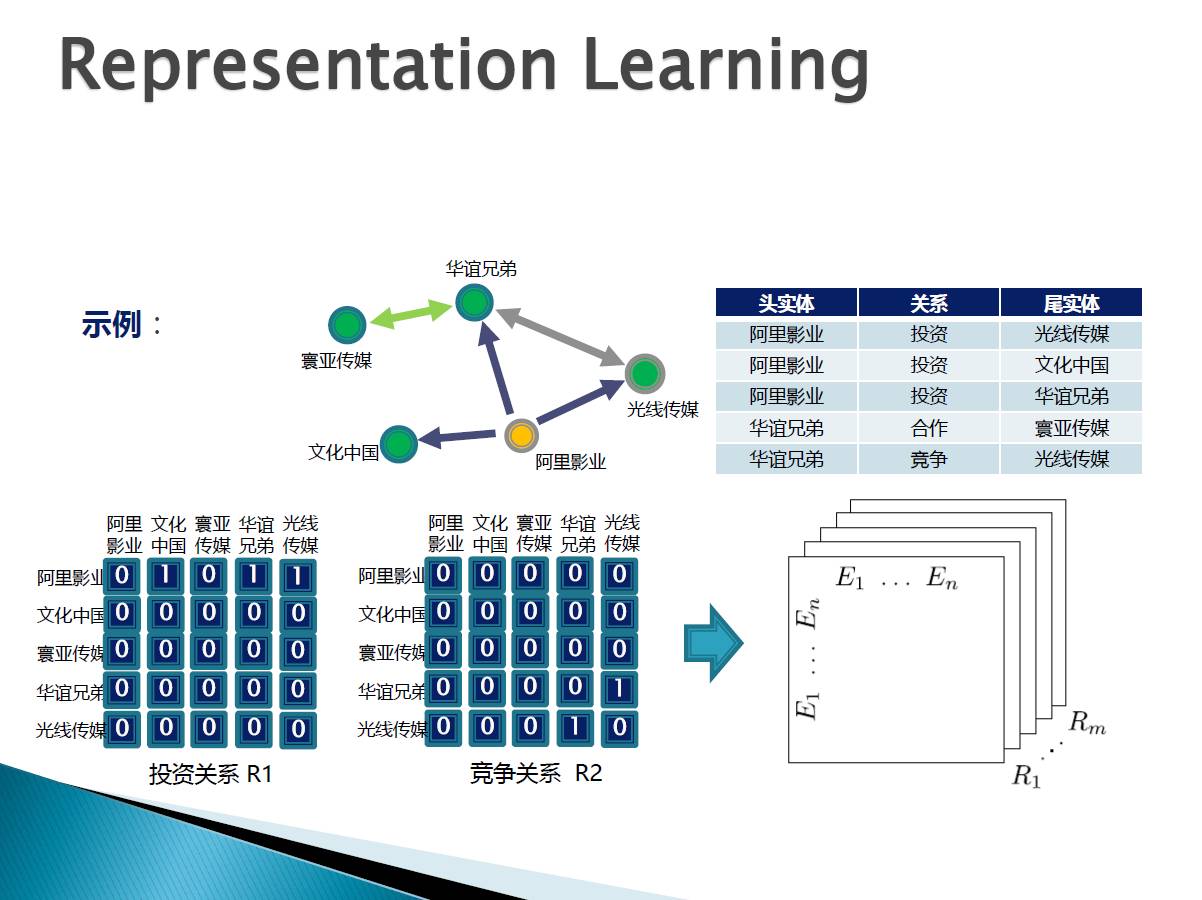 Representation Learning
示例：
华谊兄弟
寰亚传媒
光线传媒
文化中国
阿里影业
头实体 关系 尾实体
阿里影业 投资 光线传媒
阿里影业 投资 文化中国
阿里影业 投资 华谊兄弟
华谊兄弟 合作 寰亚传媒
华谊兄弟 竞争 光线传媒
阿里 文化 寰亚 华谊 光线
影业 中国 传媒 兄弟 传媒
阿里影业 0 1 0 1 1
文化中国 0 0 0 0 0
寰亚传媒 0 0 0 0 0
华谊兄弟 0 0 0 0 0
光线传媒 0 0 0 0 0
投资关系 R1
阿里 文化 寰亚 华谊 光线
影业 中国 传媒 兄弟 传媒
阿里影业 0 0 0 0 0
文化中国 0 0 0 0 0
寰亚传媒 0 0 0 0 0
华谊兄弟 0 0 0 0 1
光线传媒 0 0 0 1 0
竞争关系 R2
E1 ... En
E1 ... En
R1 ... Rm